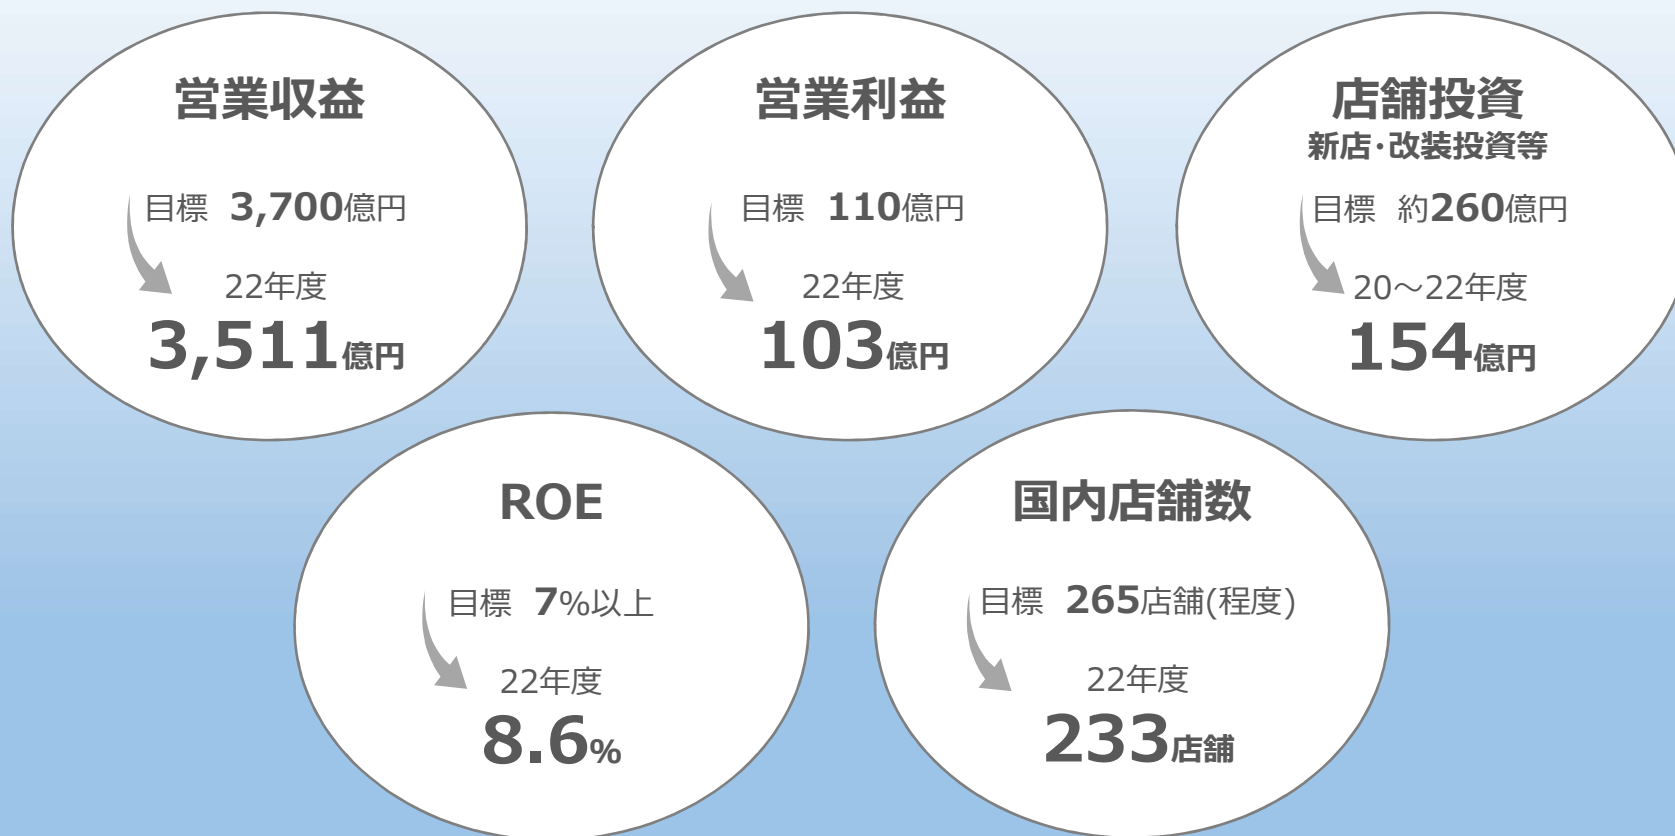 営業収益
目標 3,700億円
22年度
3,511億円
営業利益
目標 110億円
22年度
103億円
店舗投資
新店・改装投資等
目標 約260億円
20～22年度
154億円
ROE
目標 7%以上
22年度
8.6%
国内店舗数
目標 265店舗(程度)
22年度
233店舗